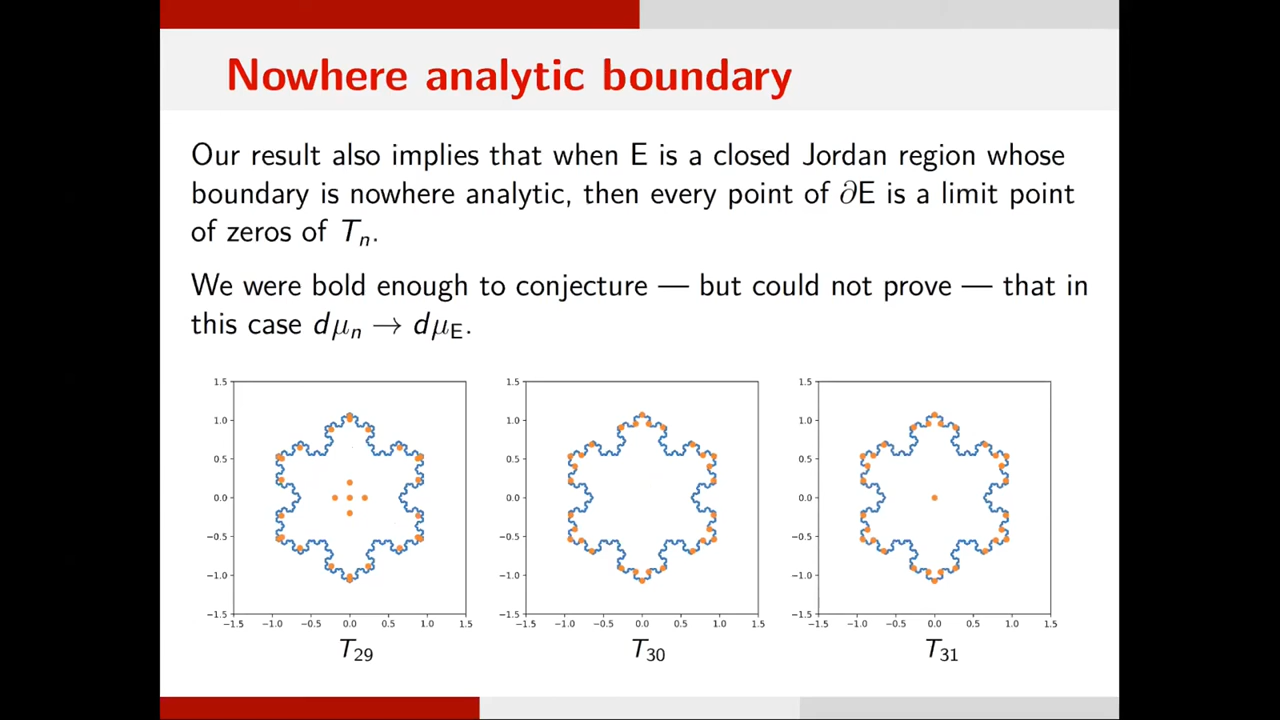 Nowhere analytic boundary
Our result also implies that when E is a closed Jordan region whose
boundary is nowhere analytic, then every point of ∂E is a limit point
of zeros of Tₙ.
We were bold enough to conjecture — but could not prove — that in
this case dμₙ → dμ_E.
1.5
1.0
0.5
0.0
−0.5
−1.0
−1.5
−1.5 −1.0 −0.5 0.0 0.5 1.0 1.5
T₂₉
1.5
1.0
0.5
0.0
−0.5
−1.0
−1.5
−1.5 −1.0 −0.5 0.0 0.5 1.0 1.5
T₃₀
1.5
1.0
0.5
0.0
−0.5
−1.0
−1.5
−1.5 −1.0 −0.5 0.0 0.5 1.0 1.5
T₃₁